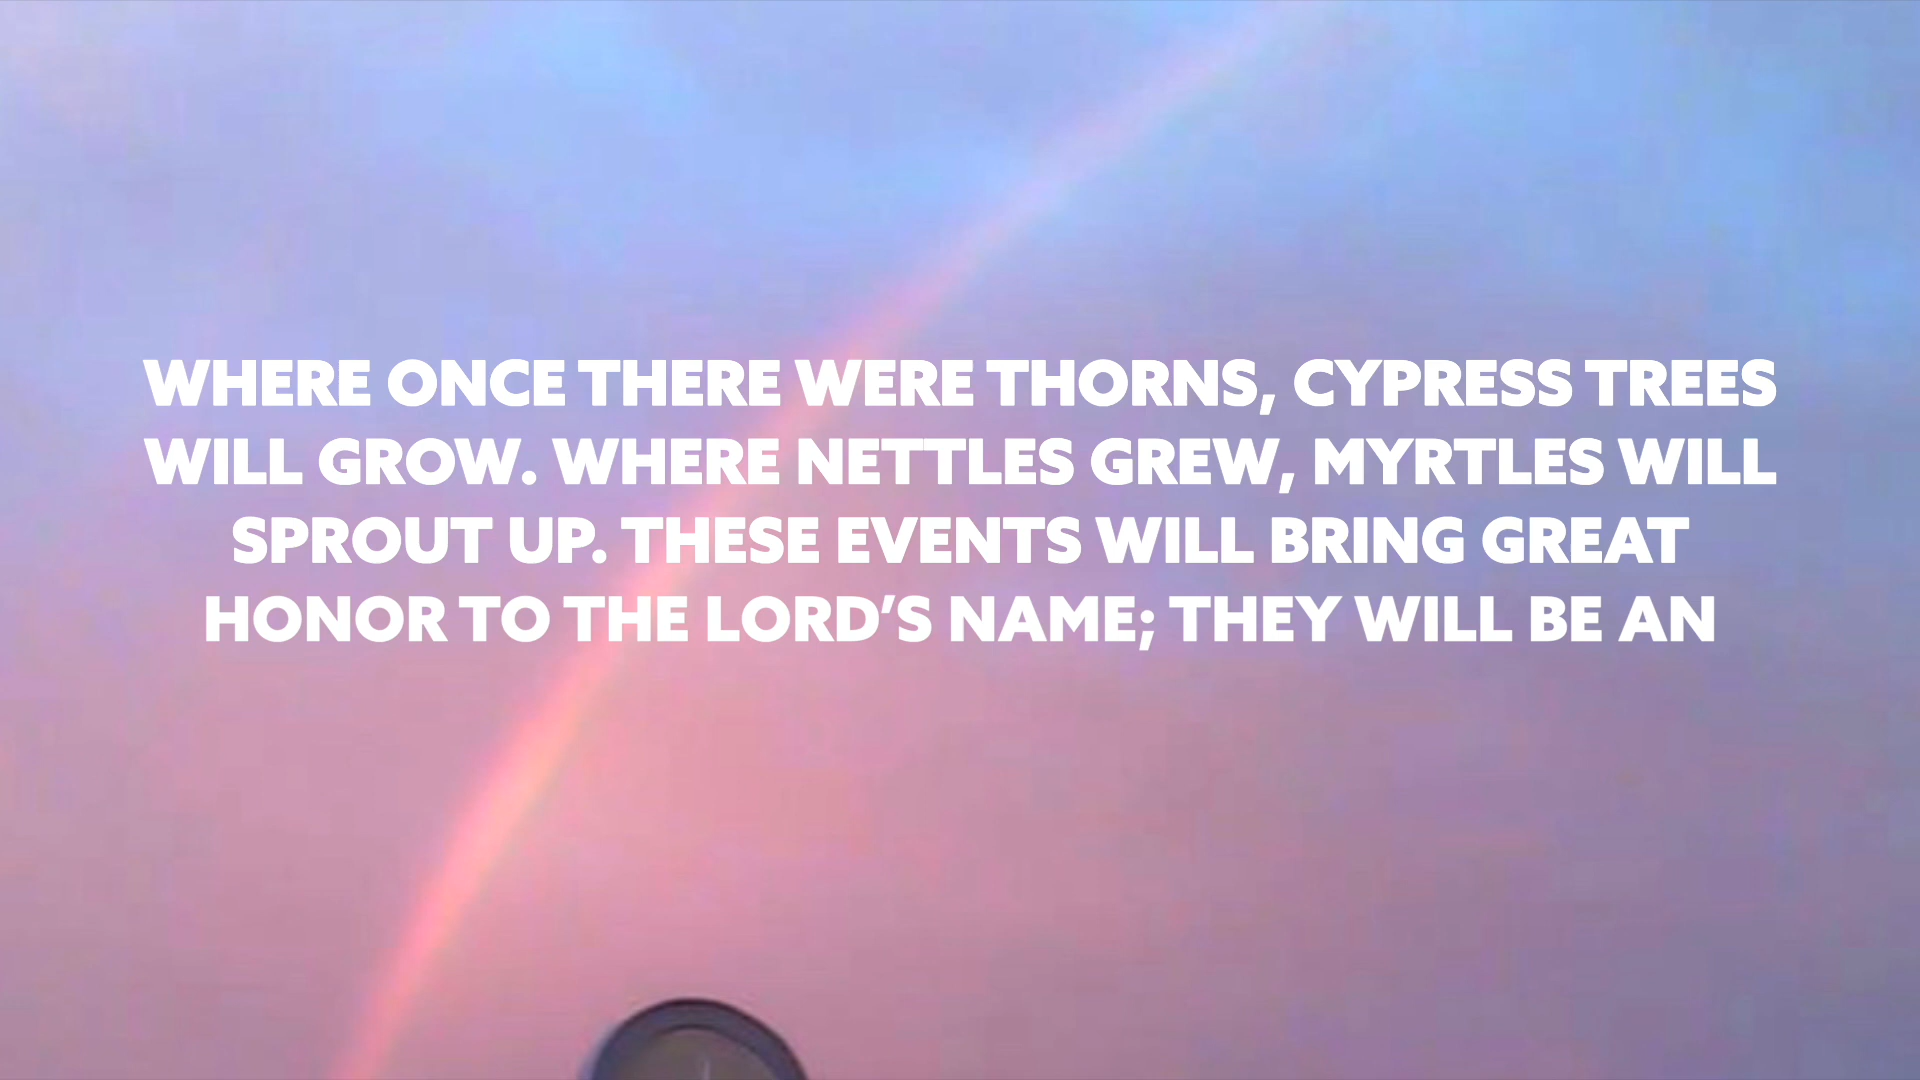 WHERE ONCE THERE WERE THORNS, CYPRESS TREES
WILL GROW. WHERE NETTLES GREW, MYRTLES WILL
SPROUT UP. THESE EVENTS WILL BRING GREAT
HONOR TO THE LORD’S NAME; THEY WILL BE AN